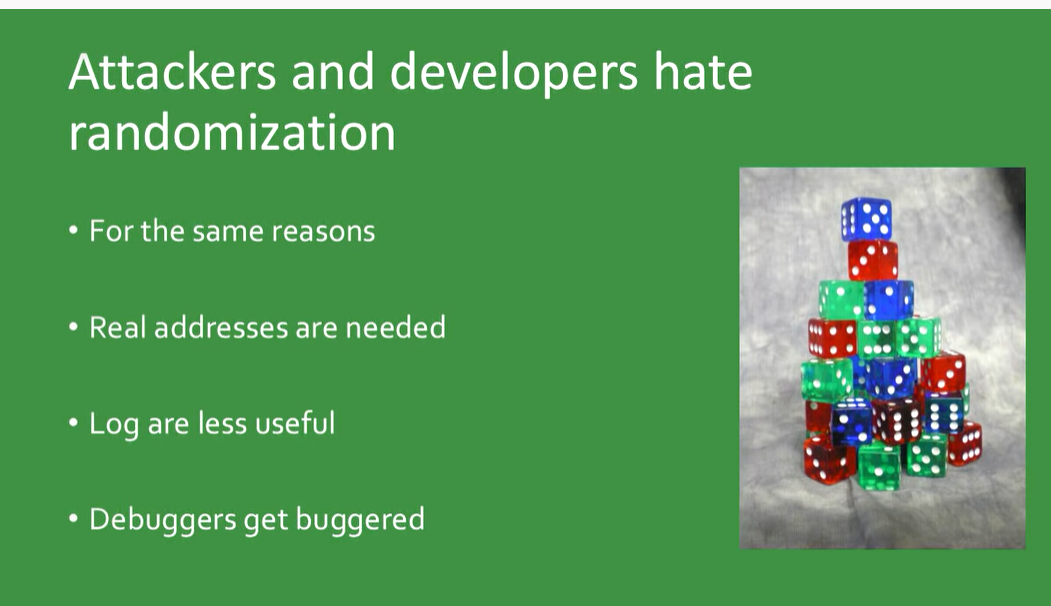 Attackers and developers hate
randomization
• For the same reasons
• Real addresses are needed
• Log are less useful
• Debuggers get buggered